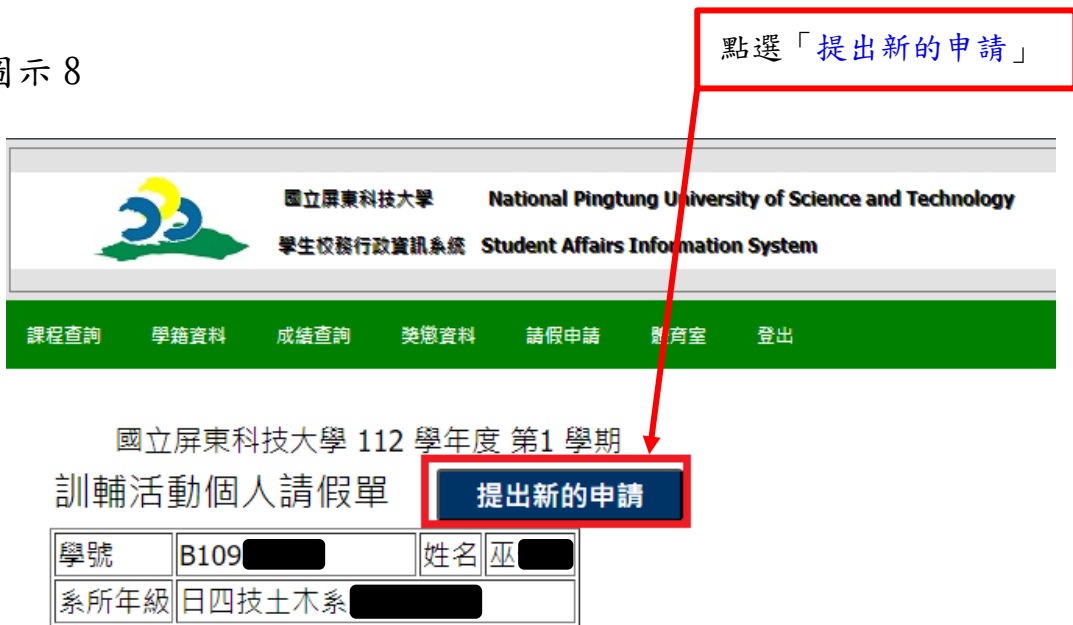 點選「提出新的申請」
圖示 8
國立屏東科技大學 National Pingtung University of Science and Technology
學生校務行政資訊系統 Student Affairs Information System
課程查詢 學籍資料 成績查詢 獎懲資料 請假申請 體育室 登出
國立屏東科技大學 112 學年度 第1 學期
訓輔活動個人請假單 提出新的申請
學號 B109 姓名 巫
系所年級 日四技土木系